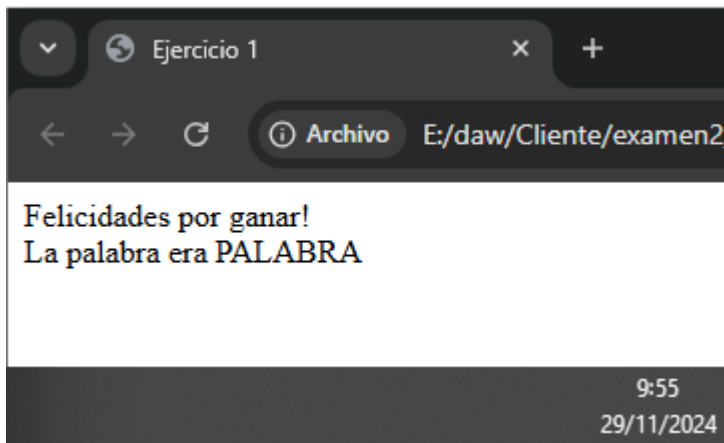 Ejercicio 1
Archivo E:/daw/Cliente/examen2
Felicidades por ganar!
La palabra era PALABRA
9:55
29/11/2024